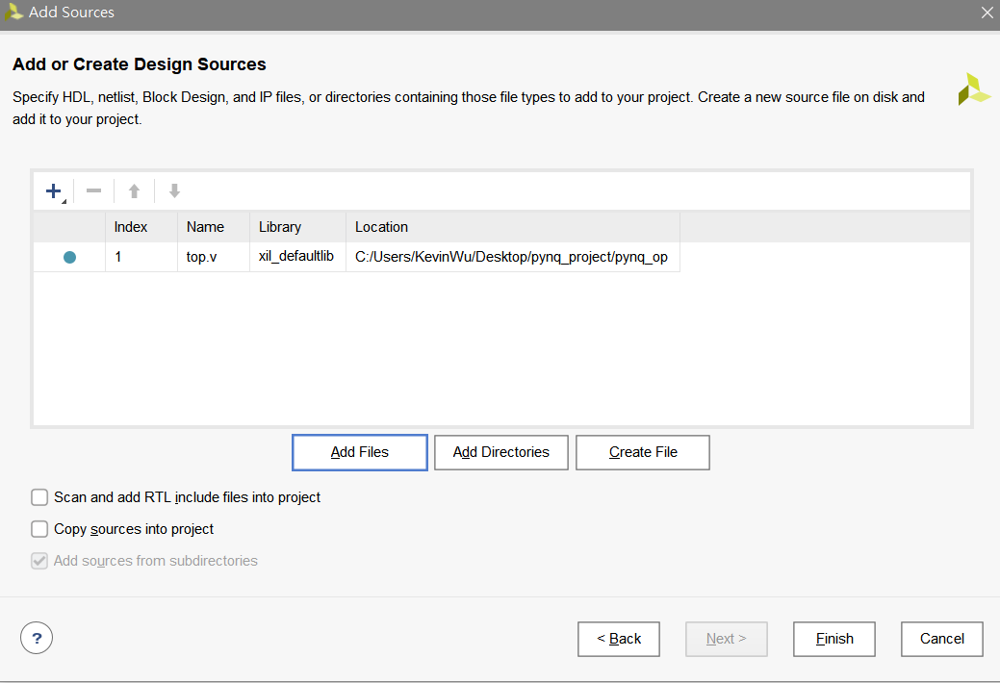 Add Sources
Add or Create Design Sources
Specify HDL, netlist, Block Design, and IP files, or directories containing those file types to add to your project. Create a new source file on disk and
add it to your project.
Index Name Library Location
1 top.v xil_defaultlib C:/Users/KevinWu/Desktop/pynq_project/pynq_op
Add Files Add Directories Create File
Scan and add RTL include files into project
Copy sources into project
Add sources from subdirectories
? < Back Next > Finish Cancel